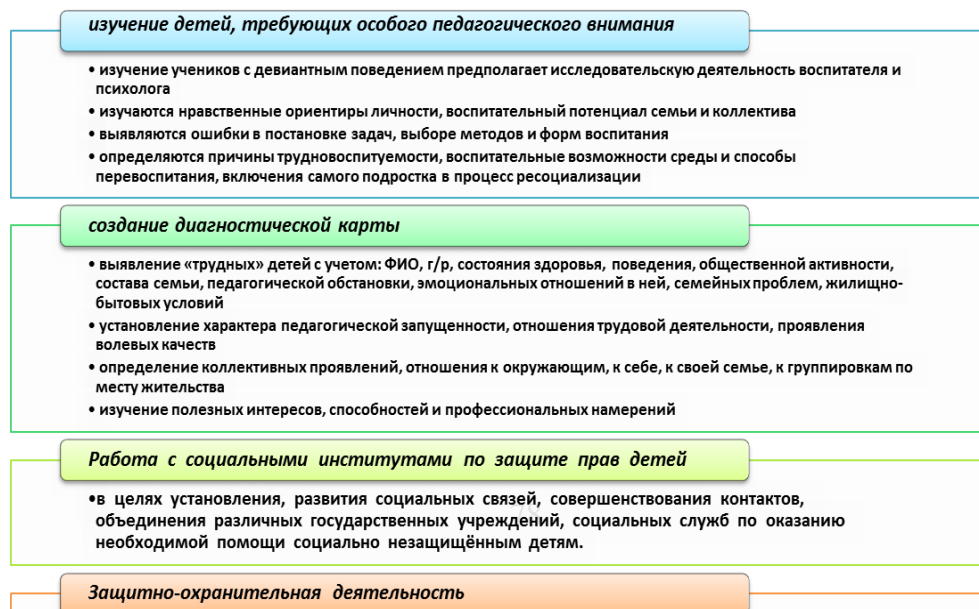 изучение детей, требующих особого педагогического внимания
• изучение учеников с девиантным поведением предполагает исследовательскую деятельность воспитателя и
психолога
• изучаются нравственные ориентиры личности, воспитательный потенциал семьи и коллектива
• выявляются ошибки в постановке задач, выборе методов и форм воспитания
• определяются причины трудновоспитуемости, воспитательные возможности среды и способы
перевоспитания, включения самого подростка в процесс ресоциализации
создание диагностической карты
• выявление «трудных» детей с учетом: ФИО, г/р, состояния здоровья, поведения, общественной активности,
состава семьи, педагогической обстановки, эмоциональных отношений в ней, семейных проблем, жилищно-
бытовых условий
• установление характера педагогической запущенности, отношения трудовой деятельности, проявления
волевых качеств
• определение коллективных проявлений, отношения к окружающим, к себе, к своей семье, к группировкам по
месту жительства
• изучение полезных интересов, способностей и профессиональных намерений
Работа с социальными институтами по защите прав детей
•в целях установления, развития социальных связей, совершенствования контактов,
объединения различных государственных учреждений, социальных служб по оказанию
необходимой помощи социально незащищённым детям.
Защитно-охранительная деятельность